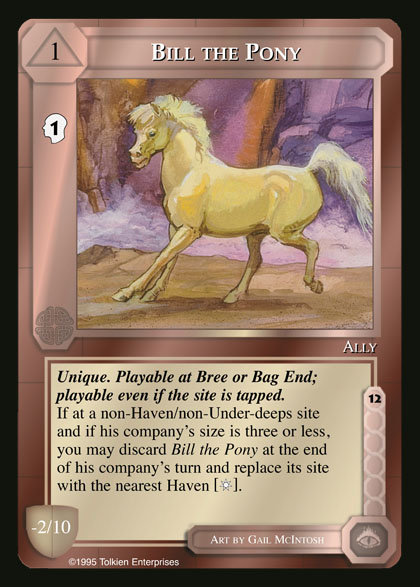 1
BILL THE PONY
1
ALLY
Unique. Playable at Bree or Bag End;
playable even if the site is tapped.
If at a non-Haven/non-Under-deeps site
and if his company's size is three or less,
you may discard Bill the Pony at the end
of his company's turn and replace its site
with the nearest Haven [].
12
-2/10
ART BY GAIL MCINTOSH
©1995 Tolkien Enterprises